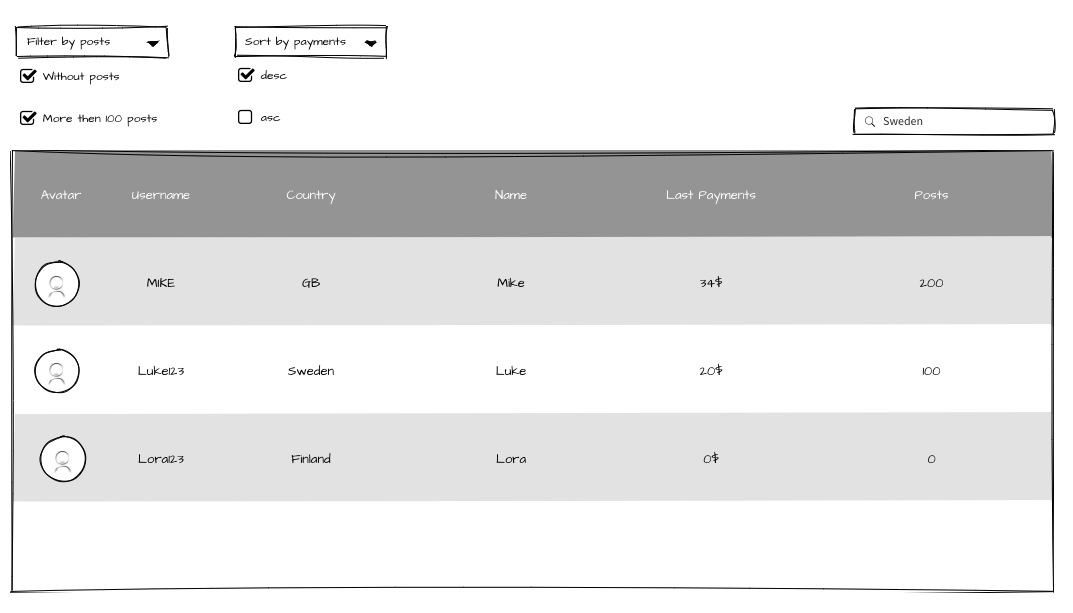 Filter by posts
Sort by payments
Without posts
desc
More then 100 posts
asc
Sweden
Avatar Username Country Name Last Payments Posts
MIKE GB Mike 34$ 200
Luke123 Sweden Luke 20$ 100
Lora123 Finland Lora 0$ 0